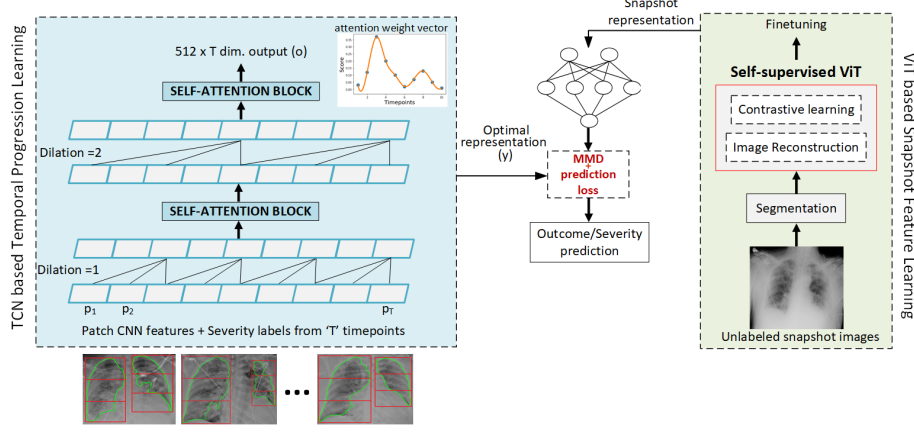 TCN based Temporal Progression Learning
512 x T dim. output (o)
SELF-ATTENTION BLOCK
attention weight vector
Score
Timepoints
Dilation =2
SELF-ATTENTION BLOCK
Dilation =1
p1 p2 pT
Patch CNN features + Severity labels from 'T' timepoints
Snapshot
representation
Optimal
representation (y)
MMD
+
prediction
loss
Outcome/Severity
prediction
Finetuning
Self-supervised ViT
Contrastive learning
Image Reconstruction
Segmentation
Unlabeled snapshot images
ViT based Snapshot Feature Learning